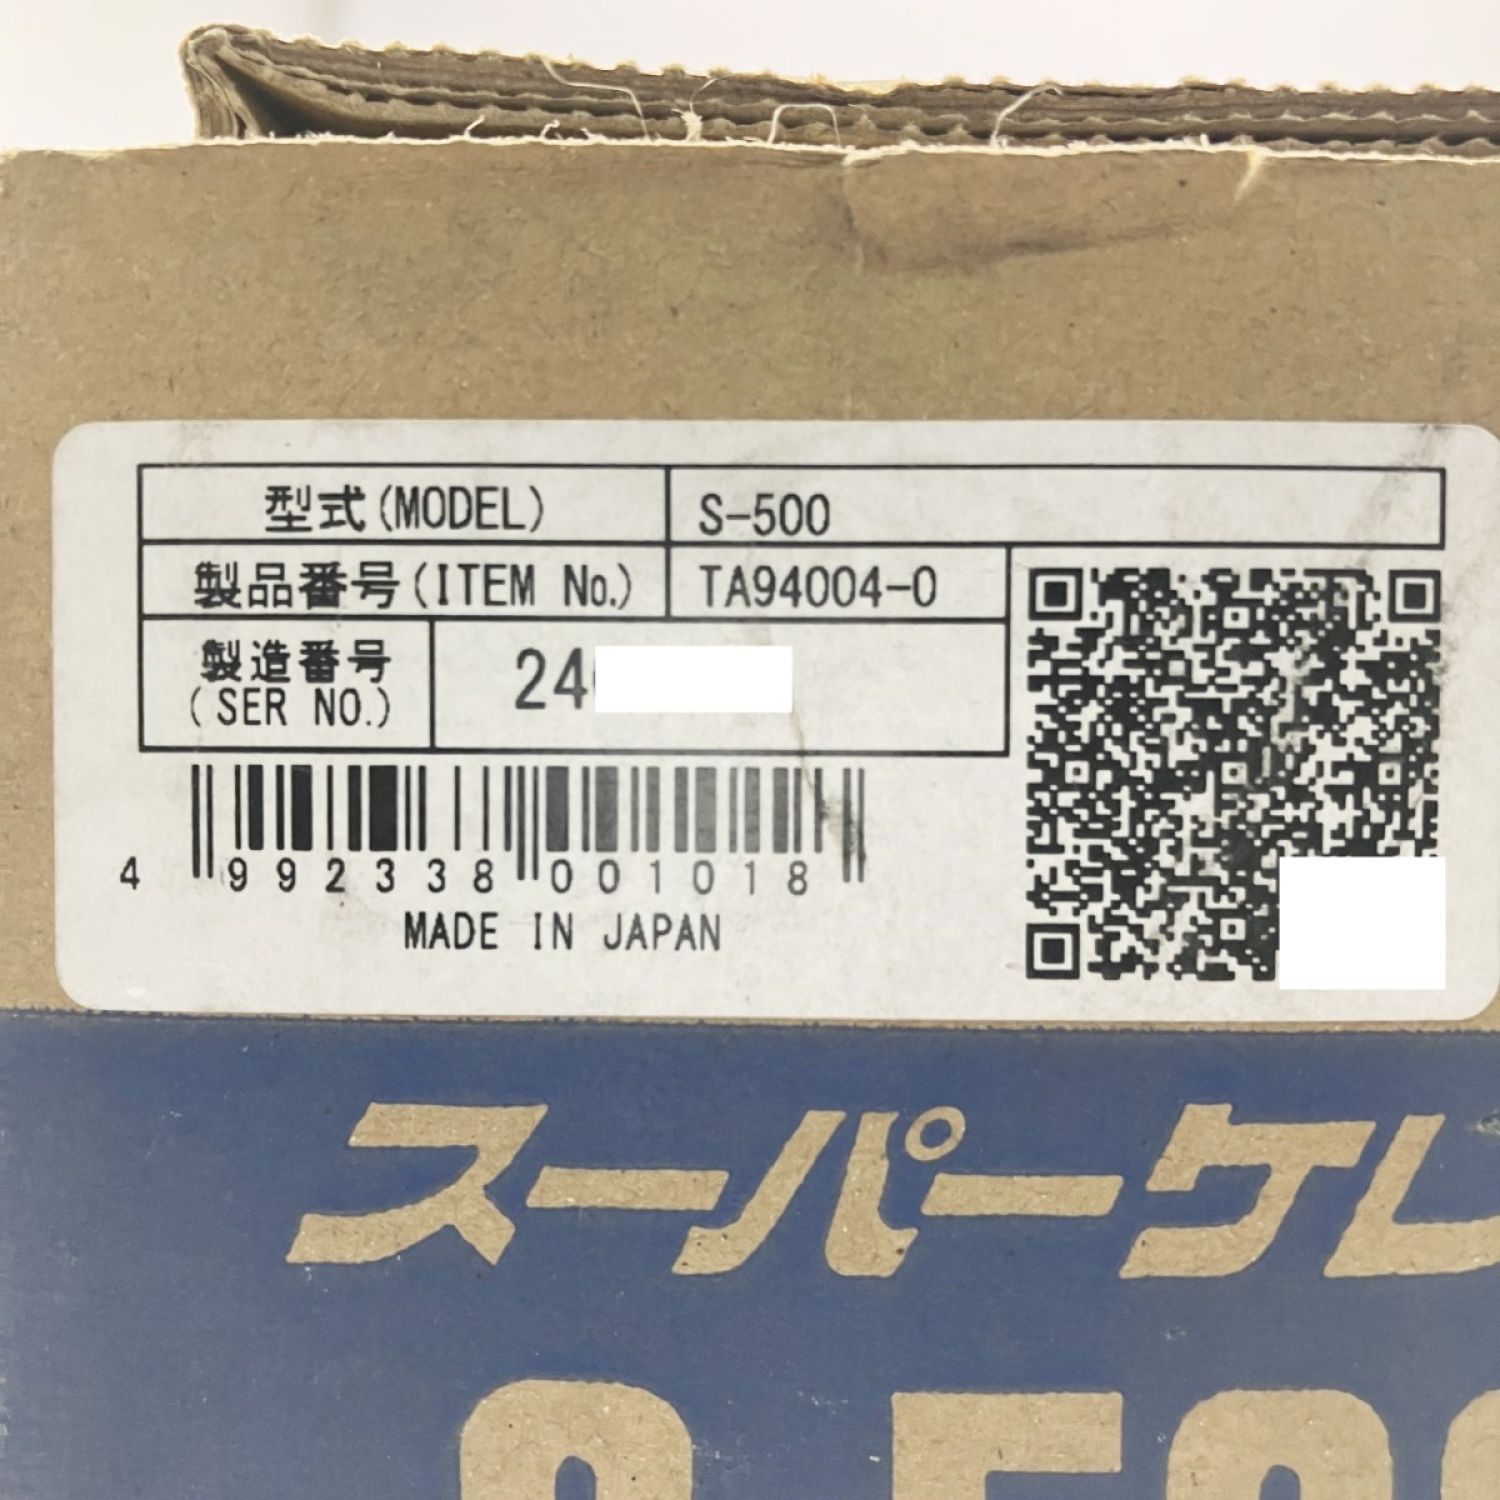 型式(MODEL) S-500
製品番号(ITEM No.) TA94004-0
製造番号 24
(SER NO.)
4 992338 001018
MADE IN JAPAN
スーパーケレ
S-500